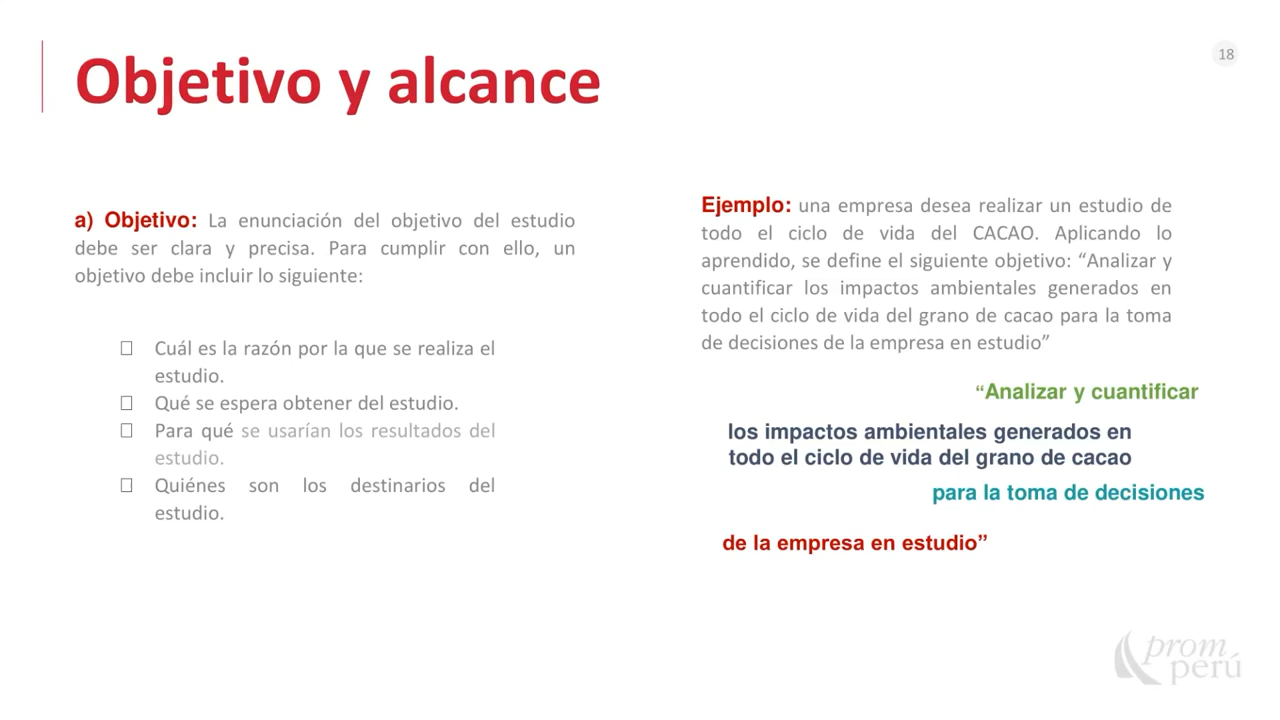 18
Objetivo y alcance
a) Objetivo: La enunciación del objetivo del estudio
debe ser clara y precisa. Para cumplir con ello, un
objetivo debe incluir lo siguiente:
Cuál es la razón por la que se realiza el
estudio.
Qué se espera obtener del estudio.
Para qué se usarían los resultados del
estudio.
Quiénes son los destinarios del
estudio.
Ejemplo: una empresa desea realizar un estudio de
todo el ciclo de vida del CACAO. Aplicando lo
aprendido, se define el siguiente objetivo: “Analizar y
cuantificar los impactos ambientales generados en
todo el ciclo de vida del grano de cacao para la toma
de decisiones de la empresa en estudio”
“Analizar y cuantificar
los impactos ambientales generados en
todo el ciclo de vida del grano de cacao
para la toma de decisiones
de la empresa en estudio”
prom
perú